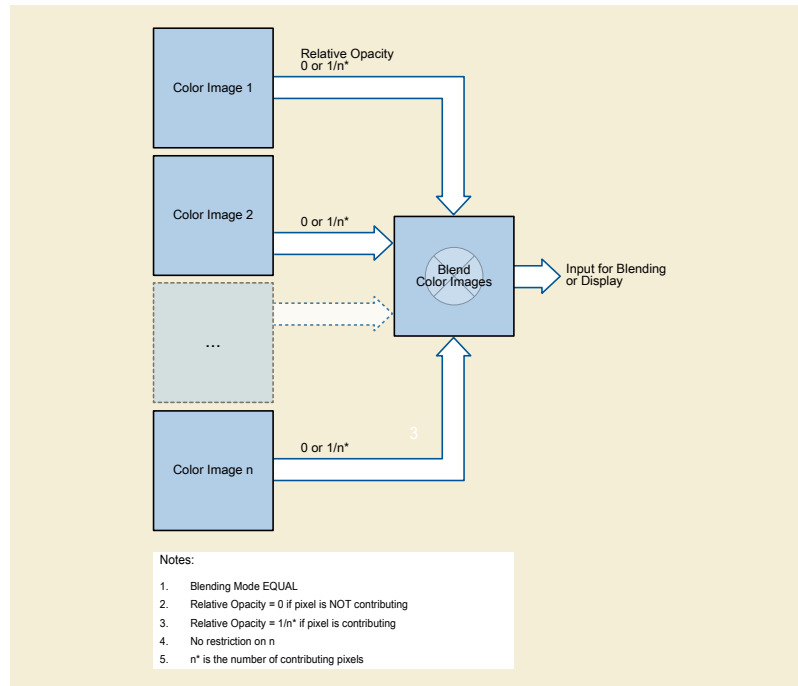 Relative Opacity
0 or 1/n*
Color Image 1
Color Image 2
0 or 1/n*
Blend
Color Images
Input for Blending
or Display
...
3
0 or 1/n*
Color Image n
Notes:
1. Blending Mode EQUAL
2. Relative Opacity = 0 if pixel is NOT contributing
3. Relative Opacity = 1/n* if pixel is contributing
4. No restriction on n
5. n* is the number of contributing pixels